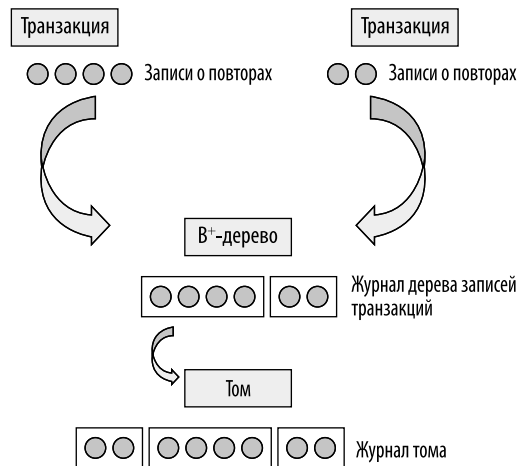 Транзакция
Транзакция
Записи о повторах
Записи о повторах
B⁺-дерево
Журнал дерева записей
транзакций
Том
Журнал тома